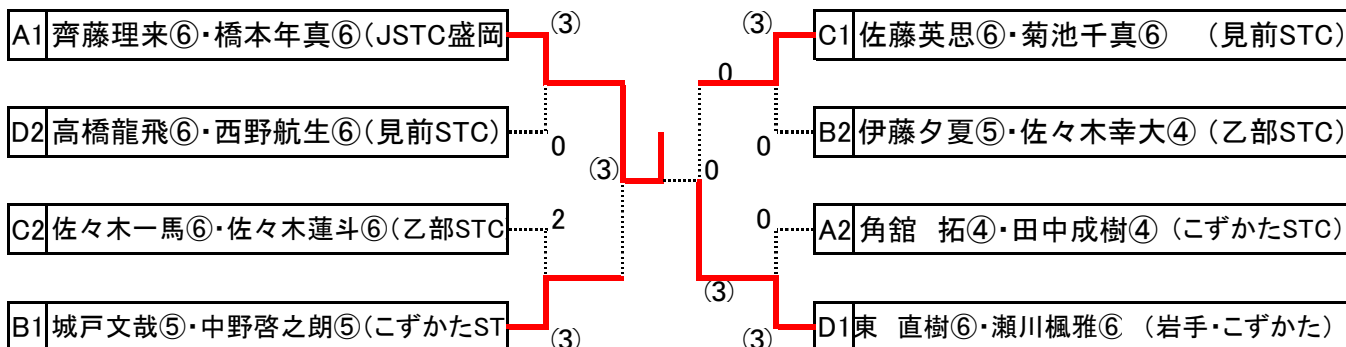 A1 齊藤理来⑥・橋本年真⑥(JSTC盛岡
(3)
D2 高橋龍飛⑥・西野航生⑥(見前STC)
0
(3)
C2 佐々木一馬⑥・佐々木蓮斗⑥(乙部STC
2
B1 城戸文哉⑤・中野啓之朗⑤(こずかたST
(3)
(3)
C1 佐藤英思⑥・菊池千真⑥ (見前STC)
0
0
B2 伊藤夕夏⑤・佐々木幸大④ (乙部STC)
0
0
A2 角舘 拓④・田中成樹④ (こずかたSTC)
(3)
(3)
D1 東 直樹⑥・瀬川楓雅⑥ (岩手・こずかた)